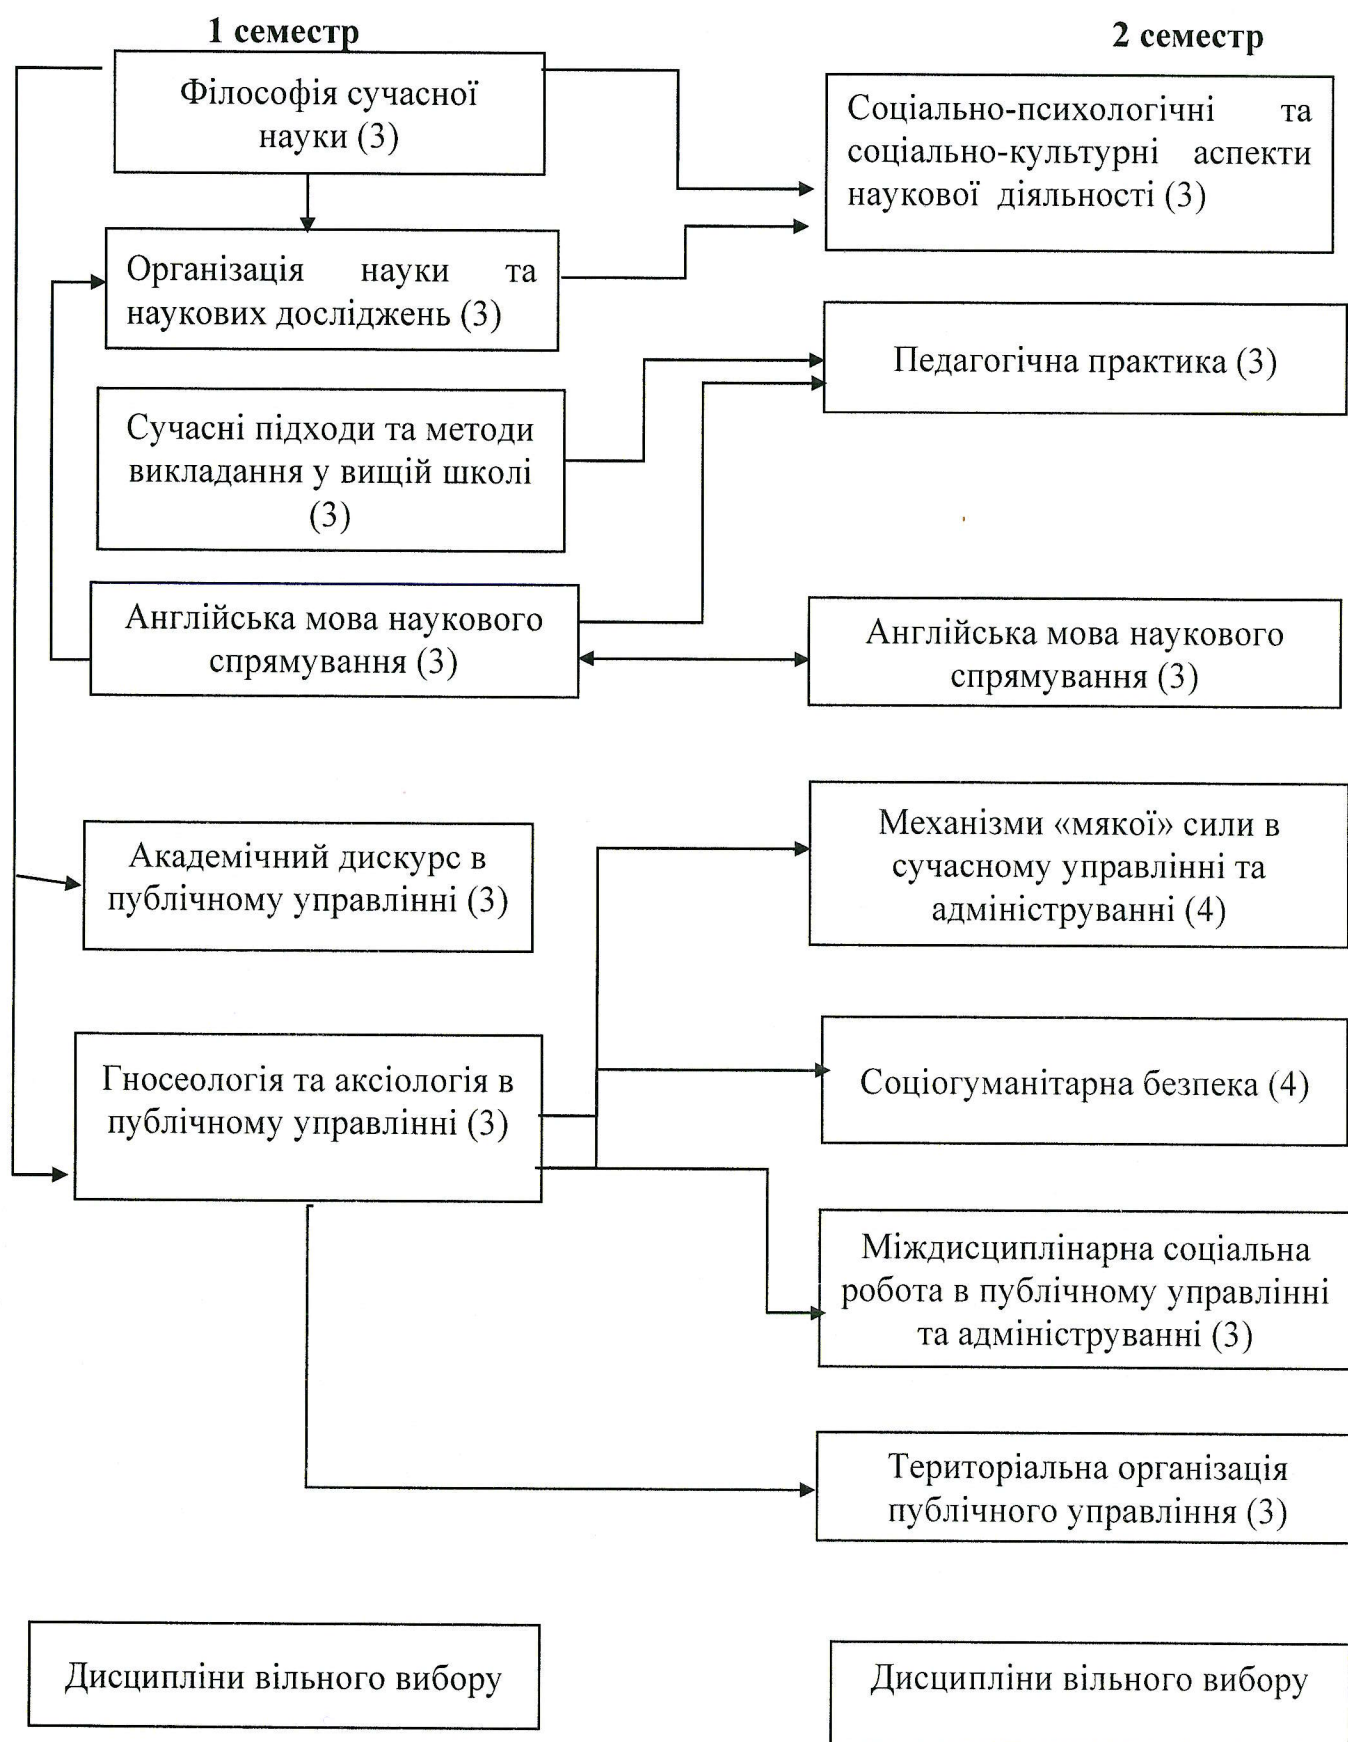 1 семестр
2 семестр
Філософія сучасної
науки (3)
Соціально-психологічні та
соціально-культурні аспекти
наукової діяльності (3)
Організація науки та
наукових досліджень (3)
Педагогічна практика (3)
Сучасні підходи та методи
викладання у вищій школі
(3)
Англійська мова наукового
спрямування (3)
Англійська мова наукового
спрямування (3)
Механізми «мякої» сили в
сучасному управлінні та
адмініструванні (4)
Академічний дискурс в
публічному управлінні (3)
Гносеологія та аксіологія в
публічному управлінні (3)
Соціогуманітарна безпека (4)
Міждисциплінарна соціальна
робота в публічному управлінні
та адмініструванні (3)
Територіальна організація
публічного управління (3)
Дисципліни вільного вибору
Дисципліни вільного вибору